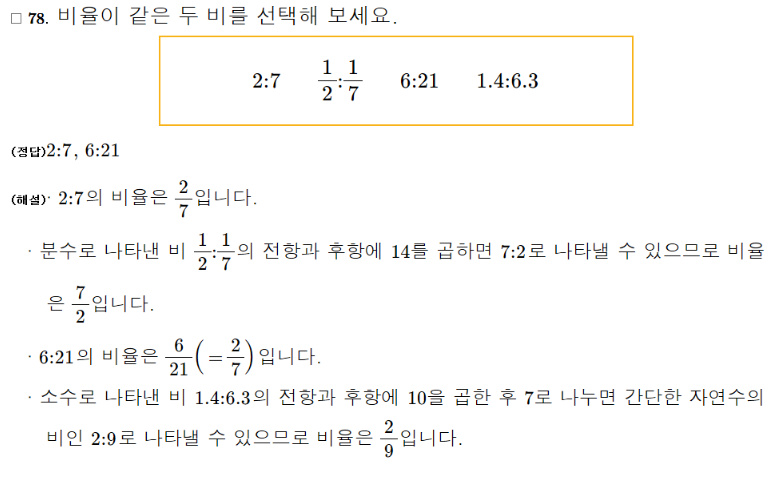 □ 78. 비율이 같은 두 비를 선택해 보세요.
2:7 1/2:1/7 6:21 1.4:6.3
(정답)2:7, 6:21
(해설)· 2:7의 비율은 2/7입니다.
· 분수로 나타낸 비 1/2:1/7의 전항과 후항에 14를 곱하면 7:2로 나타낼 수 있으므로 비율
은 7/2입니다.
· 6:21의 비율은 6/21(=2/7)입니다.
· 소수로 나타낸 비 1.4:6.3의 전항과 후항에 10을 곱한 후 7로 나누면 간단한 자연수의
비인 2:9로 나타낼 수 있으므로 비율은 2/9입니다.